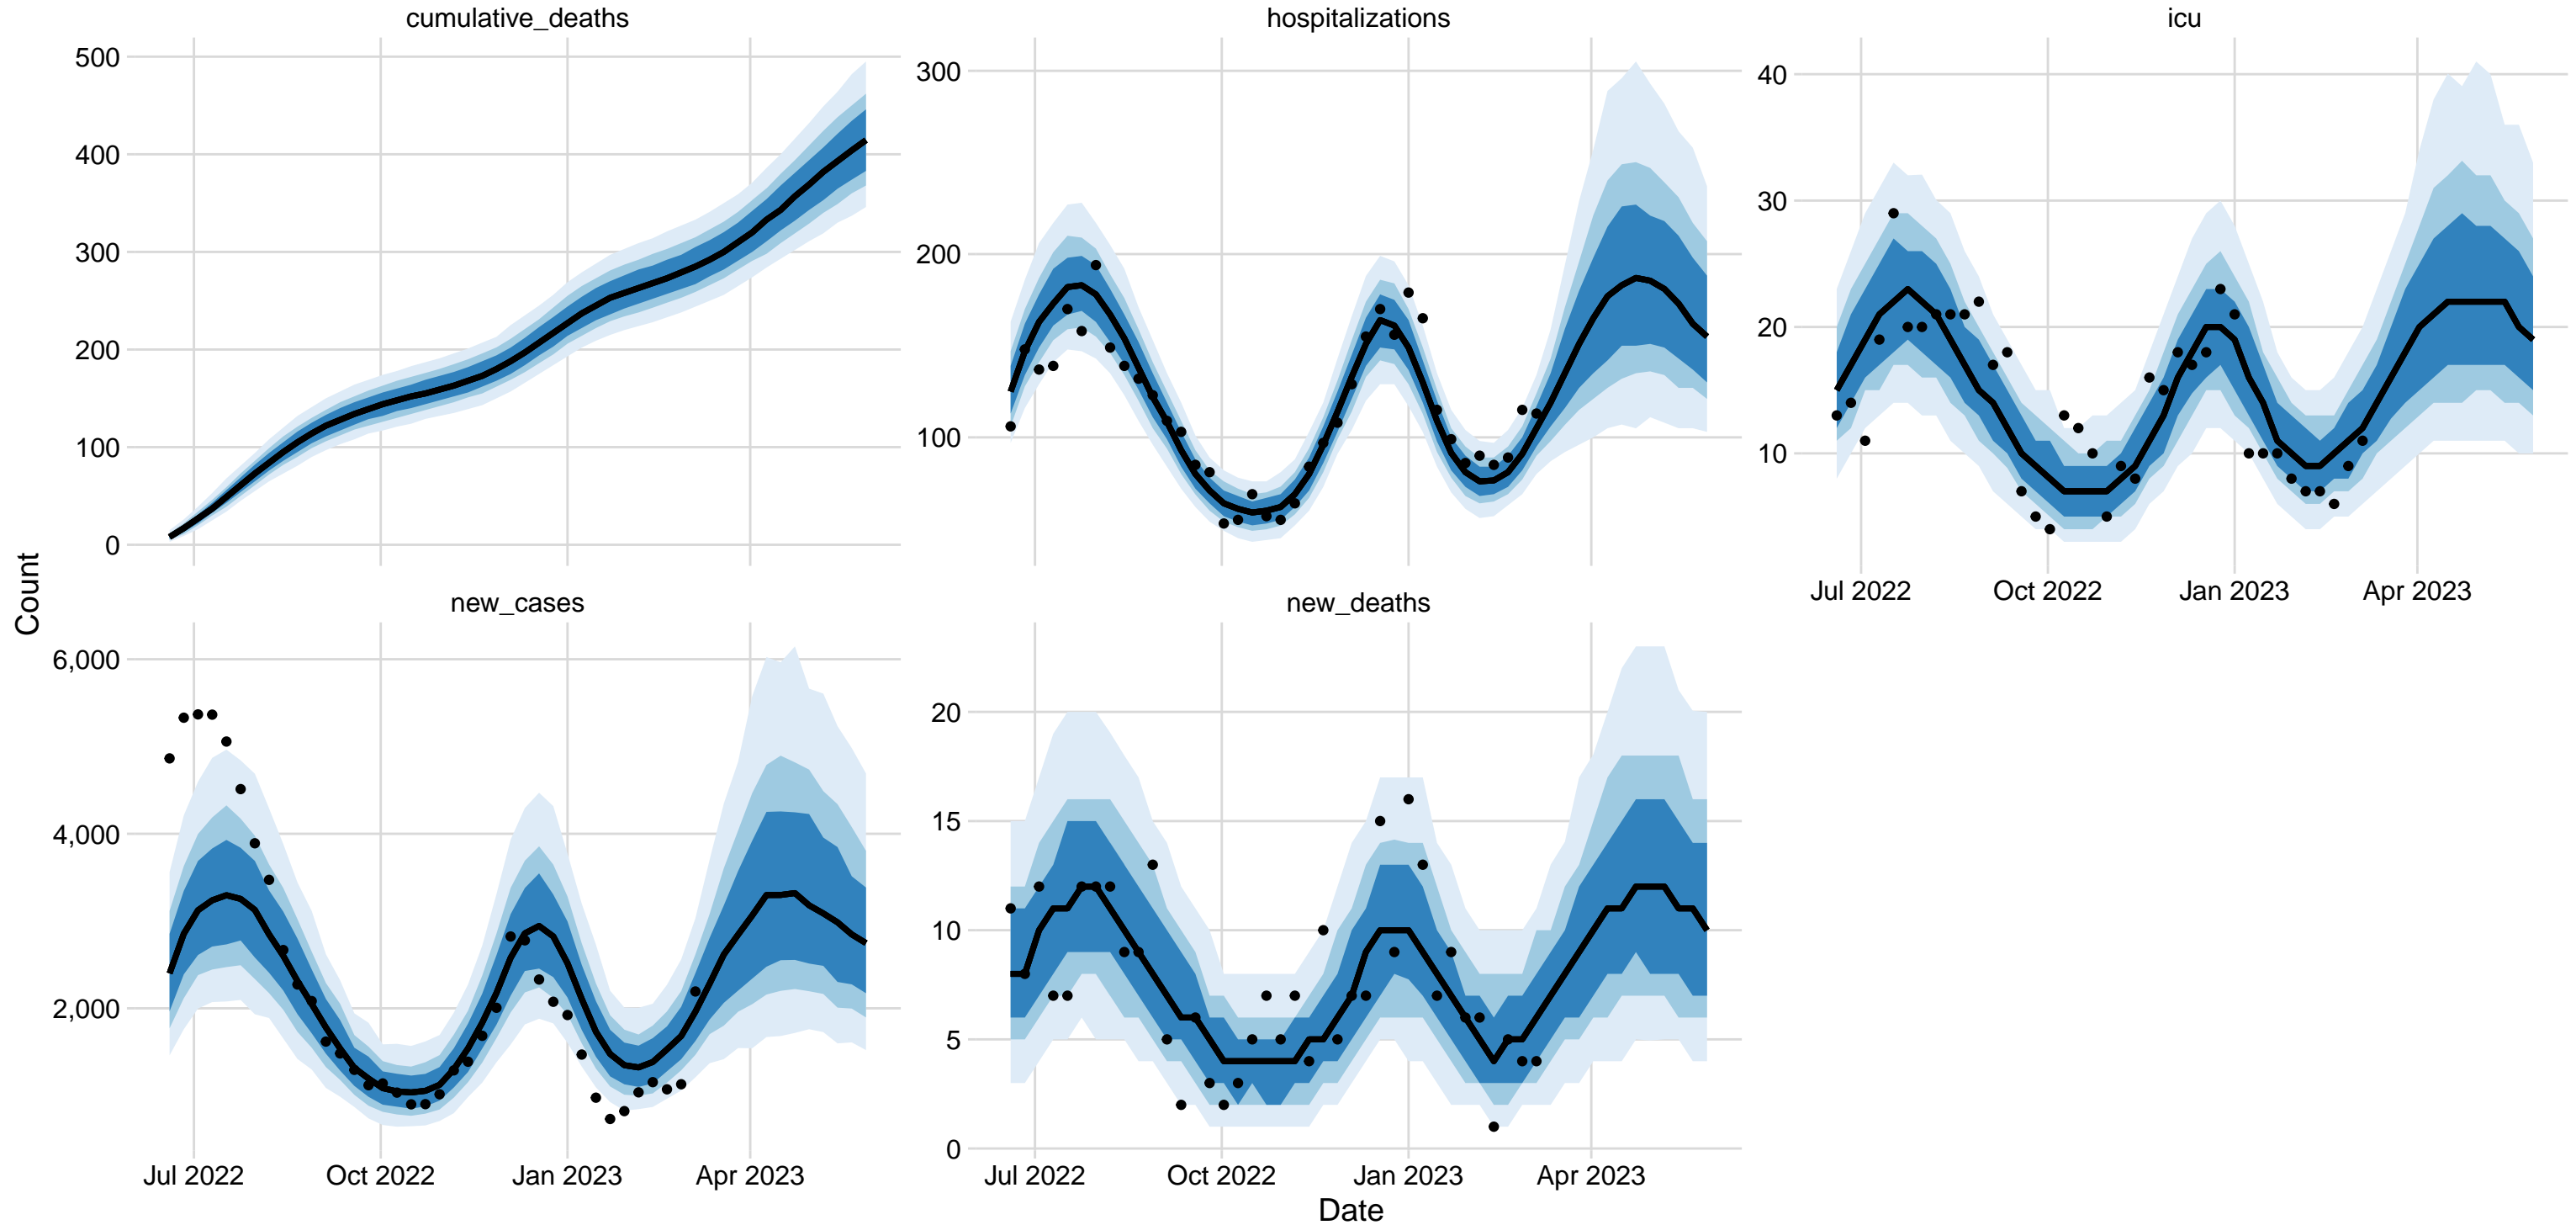 cumulative_deaths
hospitalizations
icu
500
400
300
200
100
0
300
200
100
40
30
20
10
Jul 2022
Oct 2022
Jan 2023
Apr 2023
Count
new_cases
new_deaths
6,000
4,000
2,000
20
15
10
5
0
Jul 2022
Oct 2022
Jan 2023
Apr 2023
Jul 2022
Oct 2022
Jan 2023
Apr 2023
Date